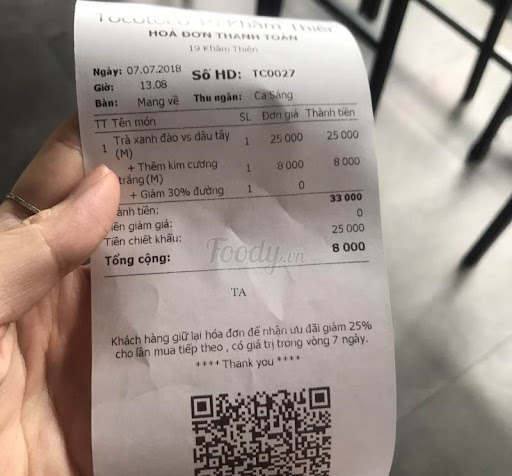 Tocotoco 19 Khâm Thiên
HOÁ ĐƠN THANH TOÁN
19 Khâm Thiên
Ngày: 07.07.2018 Số HD: TC0027
Giờ: 13.08
Bàn: Mang về Thu ngân: Ca Sáng
TT Tên món SL Đơn giá Thành tiền
1 Trà xanh đào vs dâu tây (M) 1 25 000 25 000
+ Thêm kim cương trắng(M) 1 8 000 8 000
+ Giảm 30% đường 1 0
ành tiền: 33 000
iền giảm giá: 0
Tiền chiết khấu: 25 000
Tổng cộng: 8 000
Foody.vn
TA
Khách hàng giữ lại hóa đơn để nhận ưu đãi giảm 25%
cho lần mua tiếp theo , có giá trị trong vòng 7 ngày.
**** Thank you ****